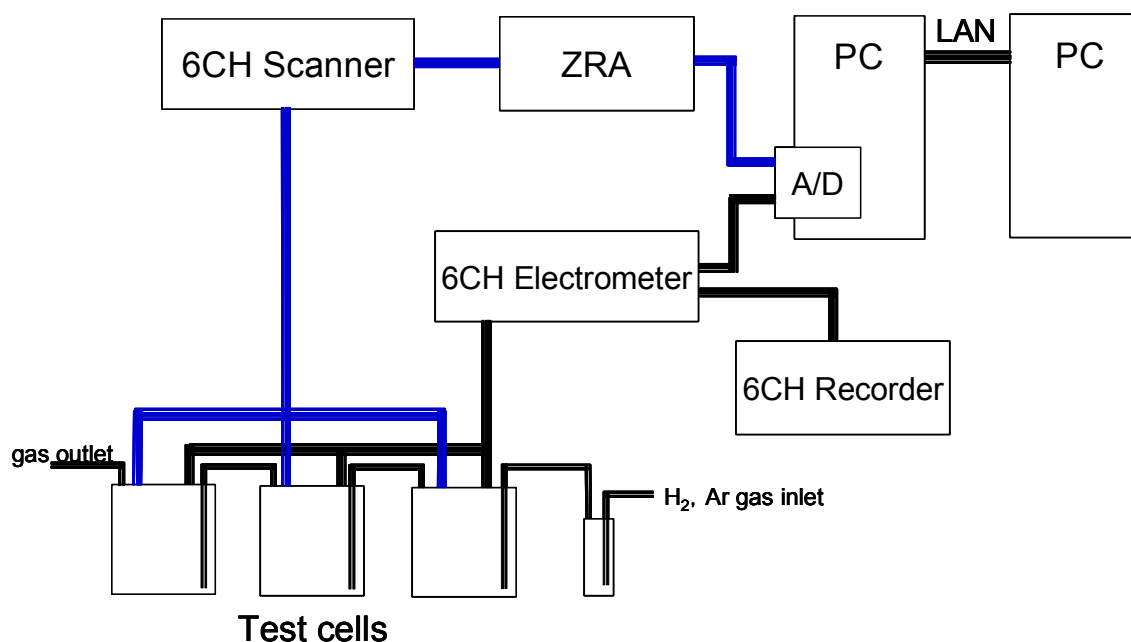 LAN
6CH Scanner
ZRA
PC
PC
A/D
6CH Electrometer
6CH Recorder
gas outlet
H₂, Ar gas inlet
Test cells